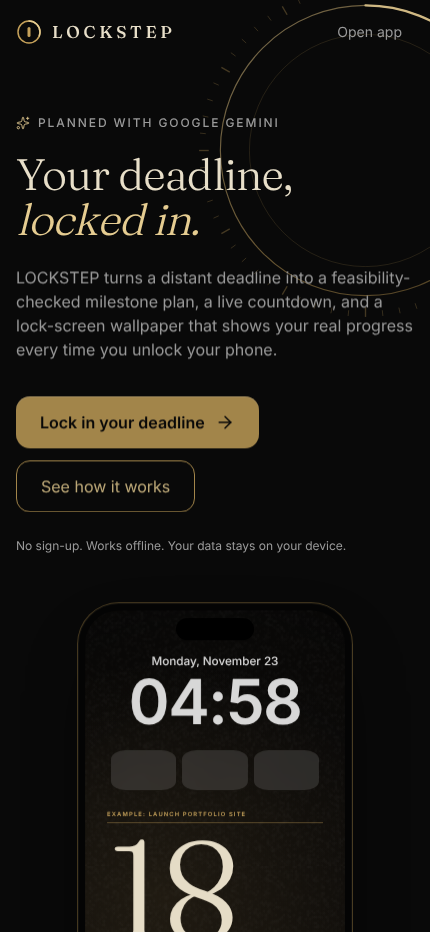 LOCKSTEP
Open app
PLANNED WITH GOOGLE GEMINI
Your deadline,
locked in.
LOCKSTEP turns a distant deadline into a feasibility-
checked milestone plan, a live countdown, and a
lock-screen wallpaper that shows your real progress
every time you unlock your phone.
Lock in your deadline →
See how it works
No sign-up. Works offline. Your data stays on your device.
Monday, November 23
04:58
EXAMPLE: LAUNCH PORTFOLIO SITE
18